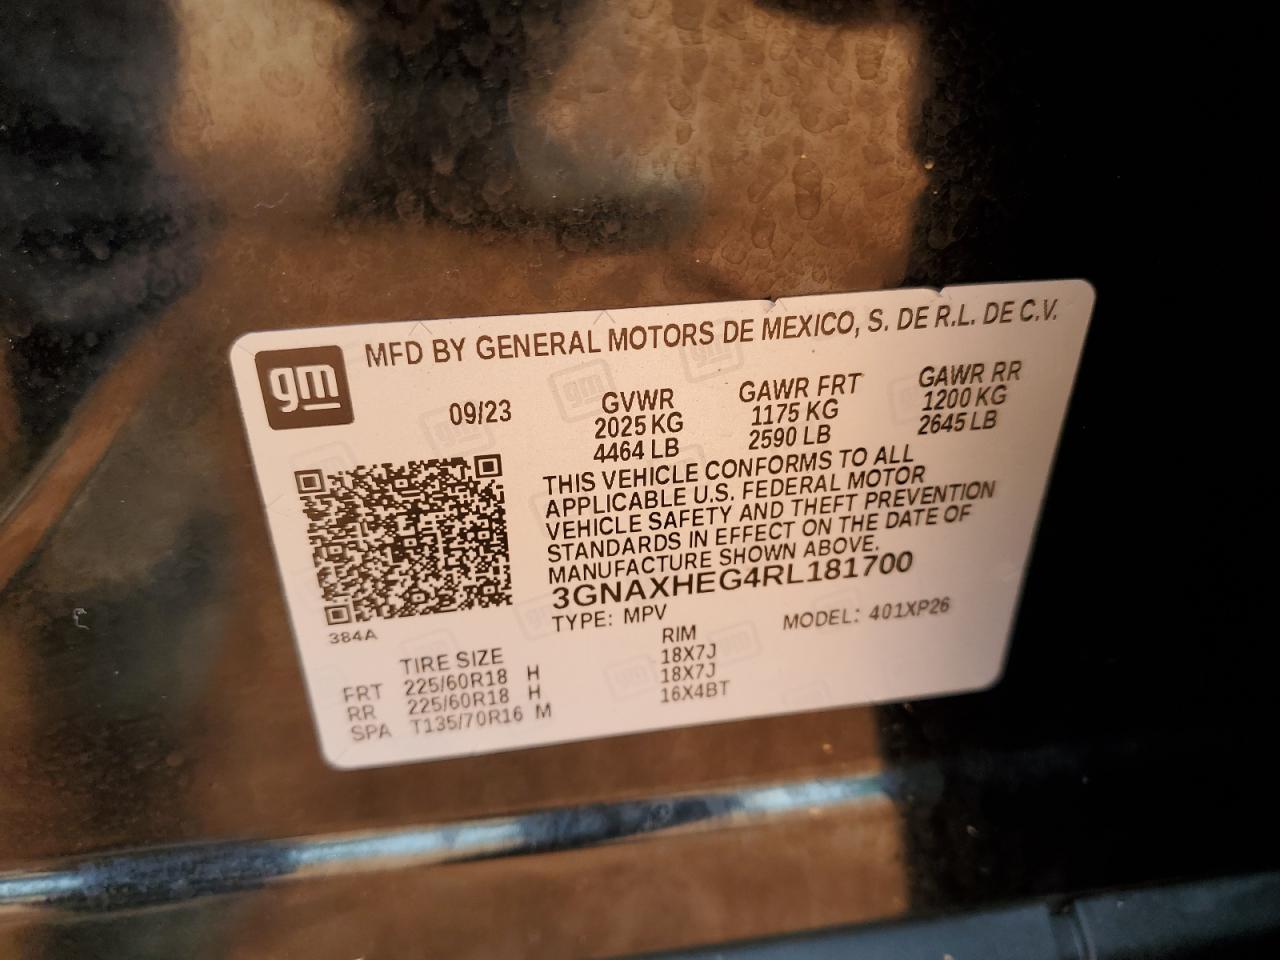 gm
MFD BY GENERAL MOTORS DE MEXICO, S. DE R.L. DE C.V.
09/23 GVWR GAWR FRT GAWR RR
2025 KG 1175 KG 1200 KG
4464 LB 2590 LB 2645 LB
THIS VEHICLE CONFORMS TO ALL
APPLICABLE U.S. FEDERAL MOTOR
VEHICLE SAFETY AND THEFT PREVENTION
STANDARDS IN EFFECT ON THE DATE OF
MANUFACTURE SHOWN ABOVE.
3GNAXHEG4RL181700
TYPE: MPV MODEL: 401XP26
384A
TIRE SIZE RIM
FRT 225/60R18 H 18X7J
RR 225/60R18 H 18X7J
SPA T135/70R16 M 16X4BT